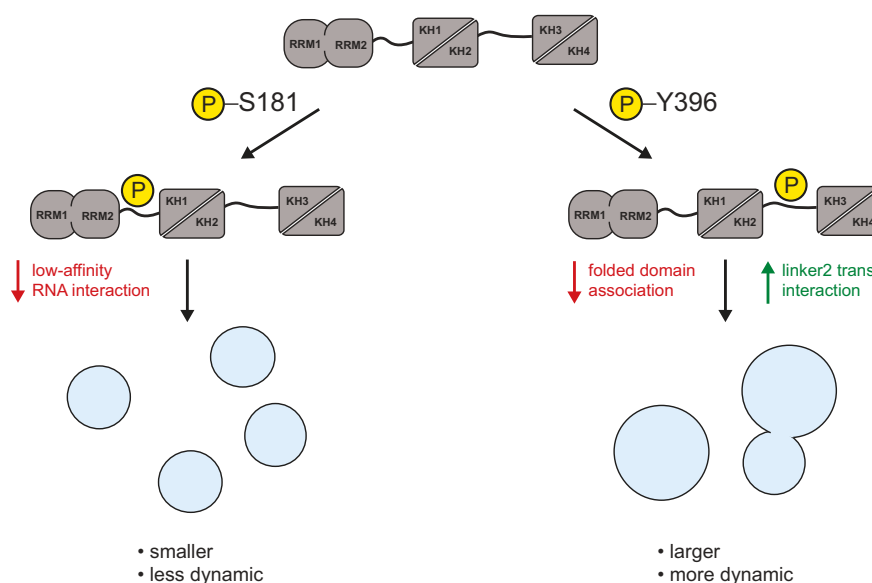 RRM1 RRM2 KH1 KH2 KH3 KH4
P–S181
P–Y396
P
RRM1 RRM2 KH1 KH2 KH3 KH4
P
RRM1 RRM2 KH1 KH2 KH3 KH4
low-affinity
RNA interaction
folded domain
association
linker2 trans
interaction
• smaller
• less dynamic
• larger
• more dynamic